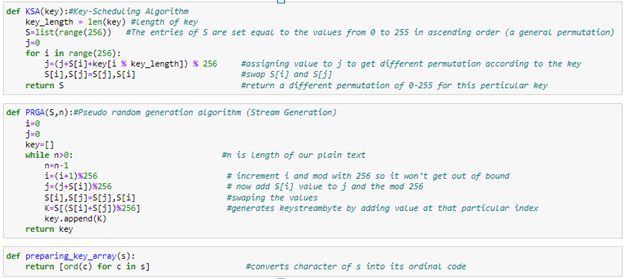 def KSA(key):#Key-Scheduling Algorithm
    key_length = len(key) #length of key
    S=list(range(256))   #The entries of S are set equal to the values from 0 to 255 in ascending order (a general permutation)
    j=0
    for i in range(256):
        j=(j+S[i]+key[i % key_length]) % 256     #assigning value to j to get different permutation according to the key
        S[i],S[j]=S[j],S[i]                      #swap S[i] and S[j]
    return S                                     #return a different permutation of 0-255 for this perticular key
def PRGA(S,n):#Pseudo random generation algorithm (Stream Generation)
    i=0
    j=0
    key=[]
    while n>0:                                #n is length of our plain text
        n=n-1
        i=(i+1)%256                            # increment i and mod with 256 so it won't get out of bound
        j=(j+S[i])%256                         # now add S[i] value to j and the mod 256
        S[i],S[j]=S[j],S[i]                    #swaping the values
        K=S[(S[i]+S[j])%256]                   #generates keystreambyte by adding value at that particular index
        key.append(K)
    return key
def preparing_key_array(s):
    return [ord(c) for c in s]                    #converts character of s into its ordinal code